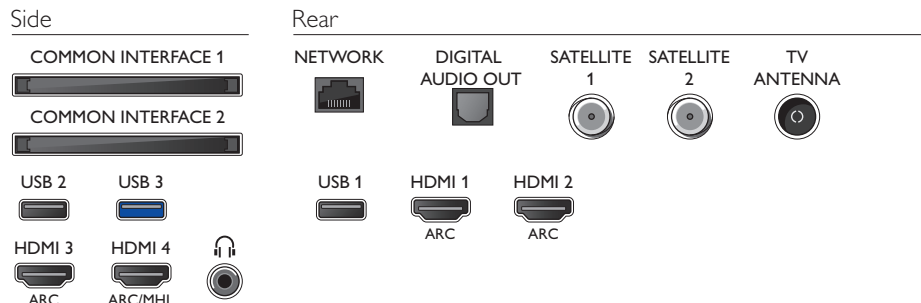 Side
COMMON INTERFACE 1
COMMON INTERFACE 2
USB 2 USB 3
HDMI 3 HDMI 4
ARC ARC/MHL
Rear
NETWORK DIGITAL AUDIO OUT SATELLITE 1 SATELLITE 2 TV ANTENNA
USB 1 HDMI 1 HDMI 2
ARC ARC